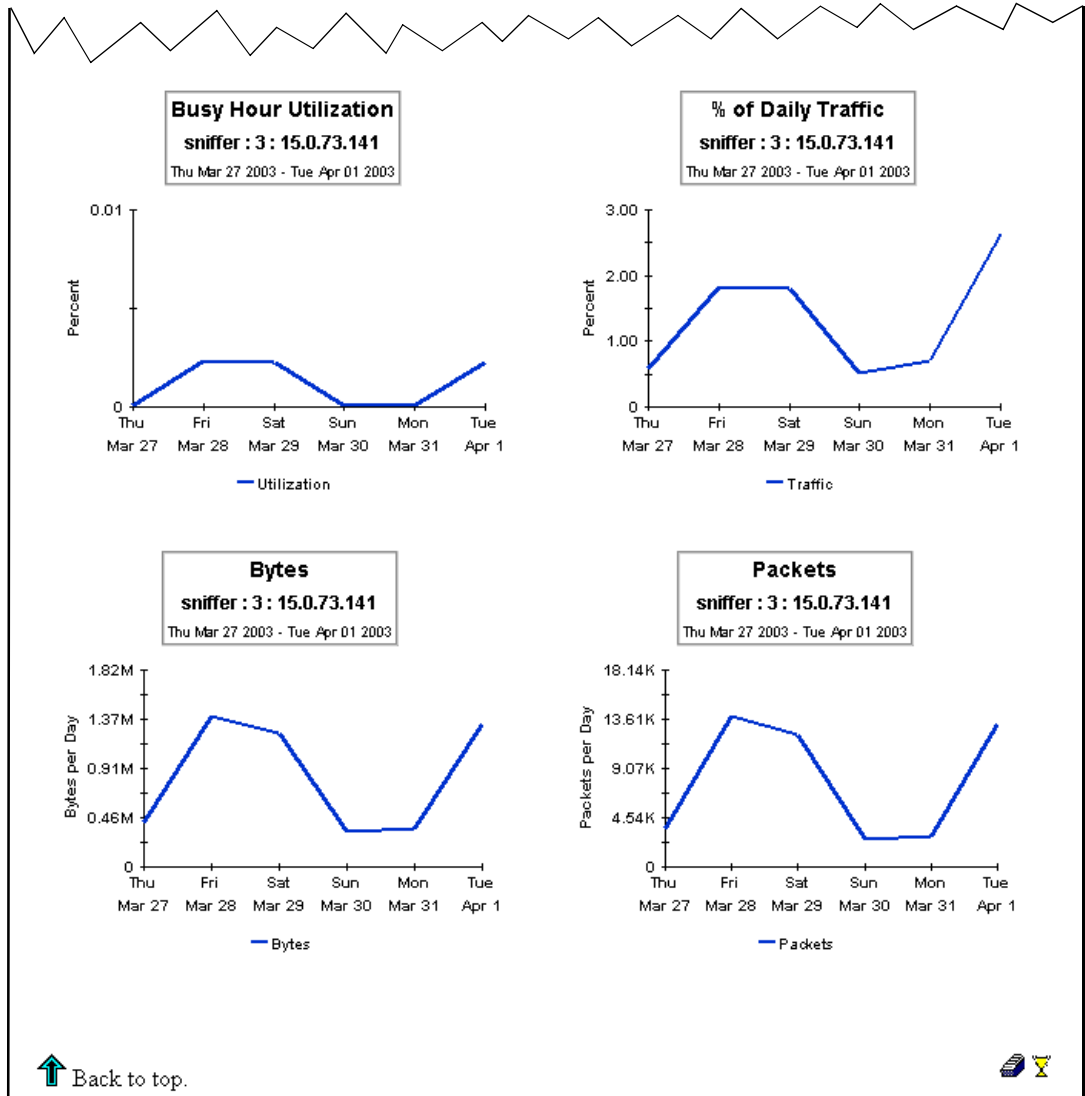 Busy Hour Utilization
sniffer : 3 : 15.0.73.141
Thu Mar 27 2003 - Tue Apr 01 2003
0.01
Percent
0
Thu Fri Sat Sun Mon Tue
Mar 27 Mar 28 Mar 29 Mar 30 Mar 31 Apr 1
Utilization
% of Daily Traffic
sniffer : 3 : 15.0.73.141
Thu Mar 27 2003 - Tue Apr 01 2003
3.00
2.00
Percent
1.00
0
Thu Fri Sat Sun Mon Tue
Mar 27 Mar 28 Mar 29 Mar 30 Mar 31 Apr 1
Traffic
Bytes
sniffer : 3 : 15.0.73.141
Thu Mar 27 2003 - Tue Apr 01 2003
1.82M
1.37M
0.91M
0.46M
0
Bytes per Day
Thu Fri Sat Sun Mon Tue
Mar 27 Mar 28 Mar 29 Mar 30 Mar 31 Apr 1
Bytes
Packets
sniffer : 3 : 15.0.73.141
Thu Mar 27 2003 - Tue Apr 01 2003
18.14K
13.61K
9.07K
4.54K
0
Packets per Day
Thu Fri Sat Sun Mon Tue
Mar 27 Mar 28 Mar 29 Mar 30 Mar 31 Apr 1
Packets
Back to top.